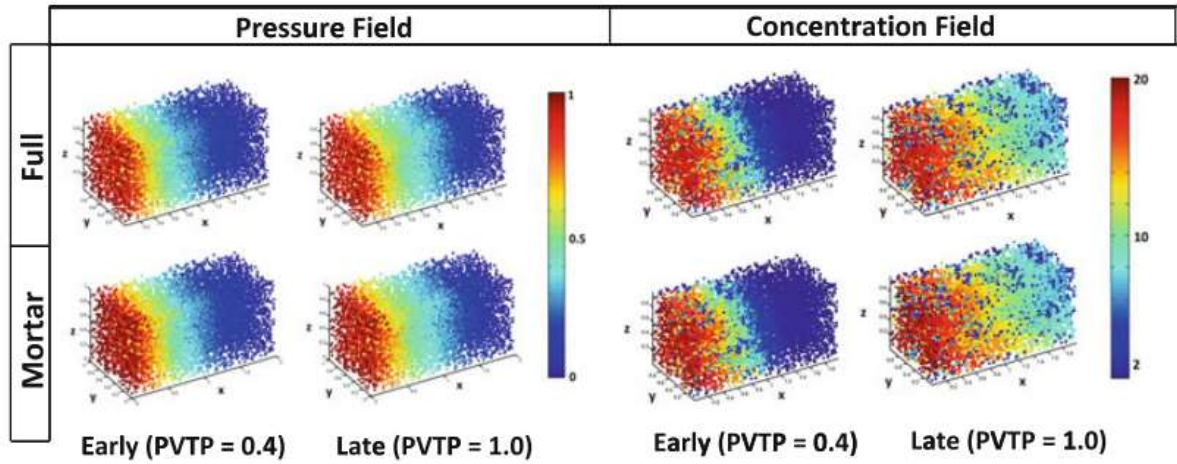 Pressure Field Concentration Field
Full
z
y
x
z
y
x
1
0.5
0
z
y
x
z
y
x
20
10
2
Mortar
z
y
x
z
y
x
z
y
x
z
y
x
Early (PVTP = 0.4) Late (PVTP = 1.0) Early (PVTP = 0.4) Late (PVTP = 1.0)